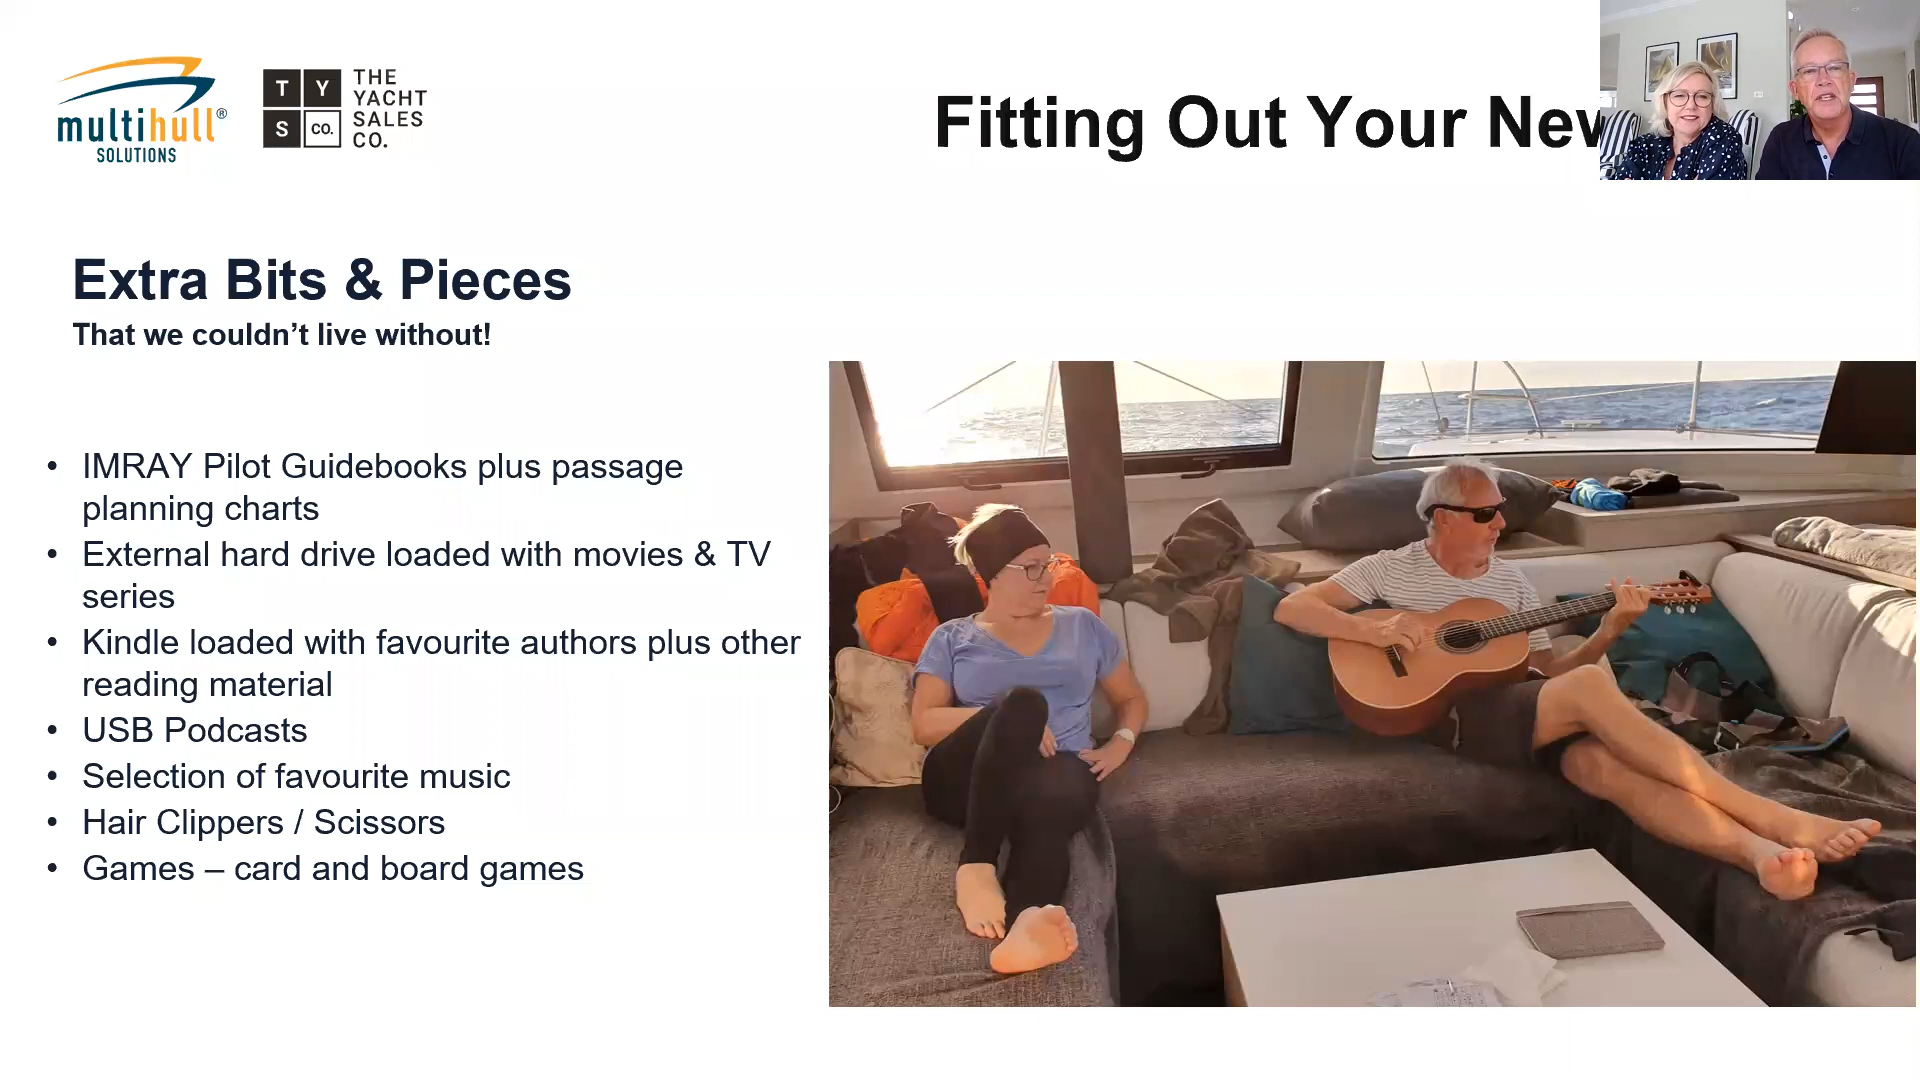 multihull®
SOLUTIONS
T Y
S CO.
THE
YACHT
SALES
CO.
Fitting Out Your New
Extra Bits & Pieces
That we couldn’t live without!
• IMRAY Pilot Guidebooks plus passage
planning charts
• External hard drive loaded with movies & TV
series
• Kindle loaded with favourite authors plus other
reading material
• USB Podcasts
• Selection of favourite music
• Hair Clippers / Scissors
• Games – card and board games